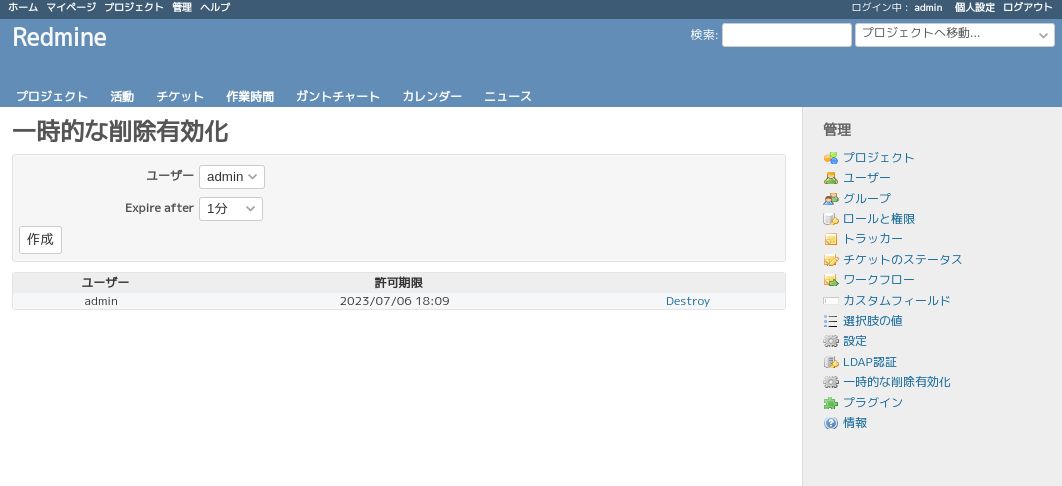 ホーム マイページ プロジェクト 管理 ヘルプ ログイン中: admin 個人設定 ログアウト
Redmine
検索: プロジェクトへ移動...
プロジェクト 活動 チケット 作業時間 ガントチャート カレンダー ニュース
一時的な削除有効化
ユーザー admin
Expire after 1分
作成
ユーザー 許可期限
admin 2023/07/06 18:09 Destroy
管理
プロジェクト
ユーザー
グループ
ロールと権限
トラッカー
チケットのステータス
ワークフロー
カスタムフィールド
選択肢の値
設定
LDAP認証
一時的な削除有効化
プラグイン
情報